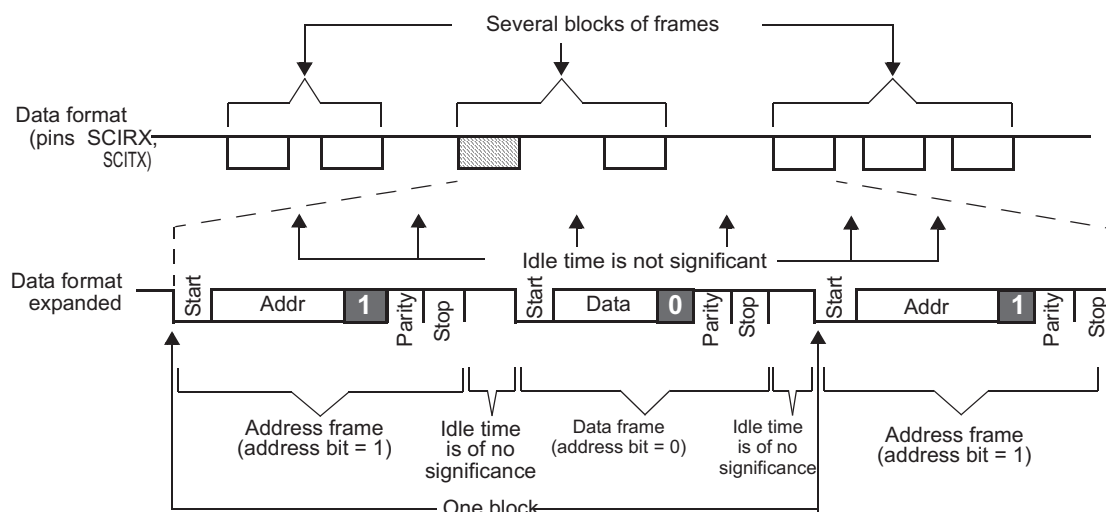 Several blocks of frames
Data format
(pins SCIRX,
SCITX)
Idle time is not significant
Data format
expanded
Start Addr 1 Parity Stop Start Data 0 Parity Stop Start Addr 1 Parity Stop
Address frame
(address bit = 1)
Idle time
is of no
significance
Data frame
(address bit = 0)
Idle time
is of no
significance
Address frame
(address bit = 1)
One block